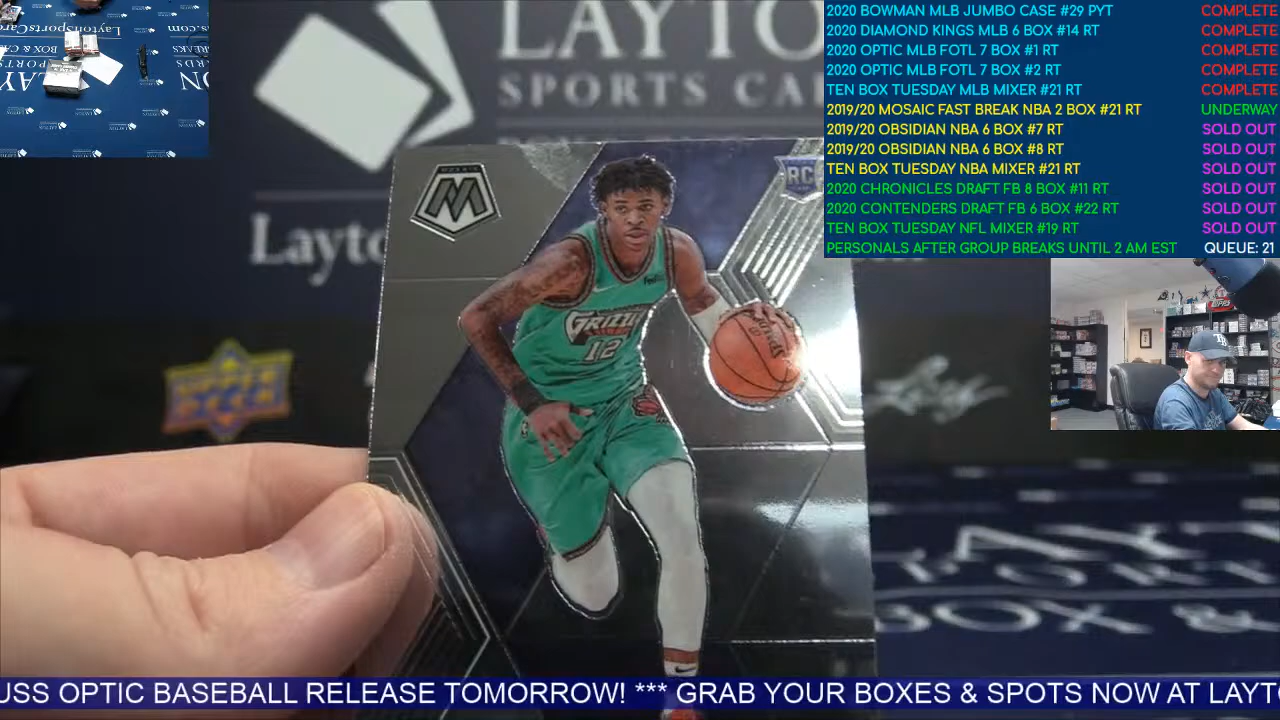 LaytonSportsCar
LAYTO
SPORTS CA
Layto
M
RC
GRIZZ
12
SPALDING
2020 BOWMAN MLB JUMBO CASE #29 PYT COMPLETE
2020 DIAMOND KINGS MLB 6 BOX #14 RT COMPLETE
2020 OPTIC MLB FOTL 7 BOX #1 RT COMPLETE
2020 OPTIC MLB FOTL 7 BOX #2 RT COMPLETE
TEN BOX TUESDAY MLB MIXER #21 RT COMPLETE
2019/20 MOSAIC FAST BREAK NBA 2 BOX #21 RT UNDERWAY
2019/20 OBSIDIAN NBA 6 BOX #7 RT SOLD OUT
2019/20 OBSIDIAN NBA 6 BOX #8 RT SOLD OUT
TEN BOX TUESDAY NBA MIXER #21 RT SOLD OUT
2020 CHRONICLES DRAFT FB 8 BOX #11 RT SOLD OUT
2020 CONTENDERS DRAFT FB 6 BOX #22 RT SOLD OUT
TEN BOX TUESDAY NFL MIXER #19 RT SOLD OUT
PERSONALS AFTER GROUP BREAKS UNTIL 2 AM EST QUEUE: 21
Leaf
BOX &
USS OPTIC BASEBALL RELEASE TOMORROW! *** GRAB YOUR BOXES & SPOTS NOW AT LAYT